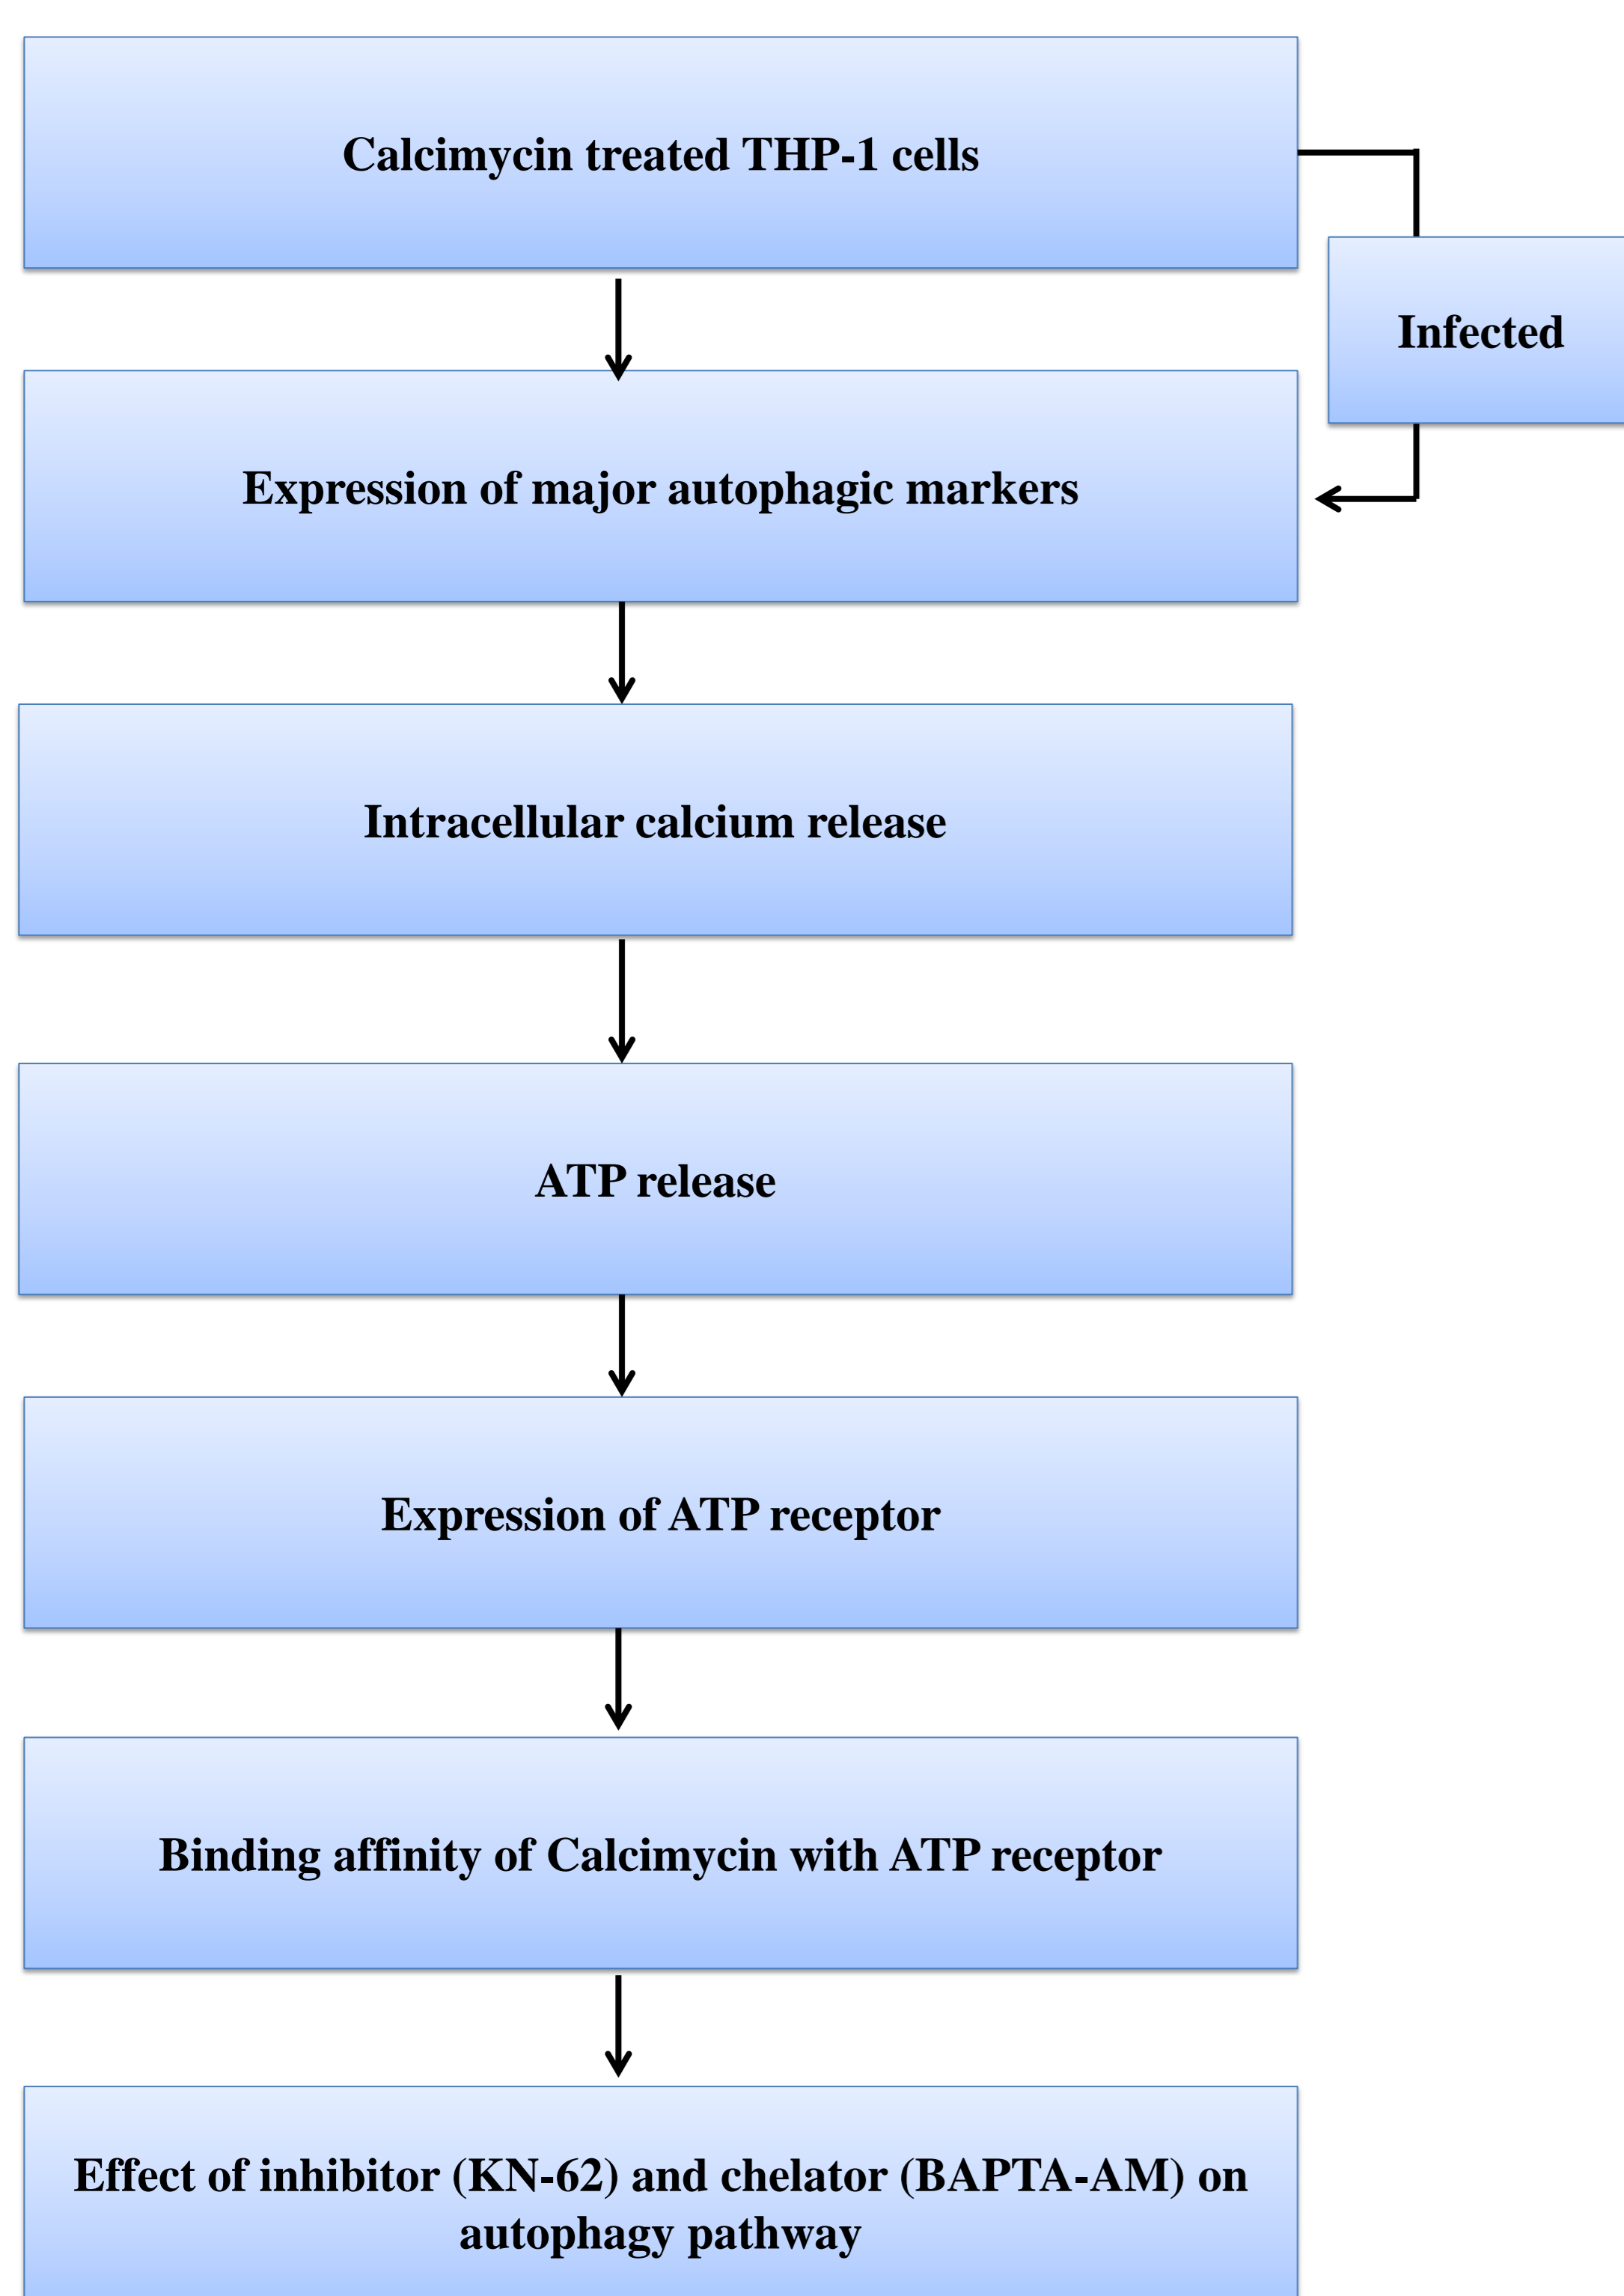 Calcimycin treated THP-1 cells
Infected
Expression of major autophagic markers
Intracellular calcium release
ATP release
Expression of ATP receptor
Binding affinity of Calcimycin with ATP receptor
Effect of inhibitor (KN-62) and chelator (BAPTA-AM) on
autophagy pathway